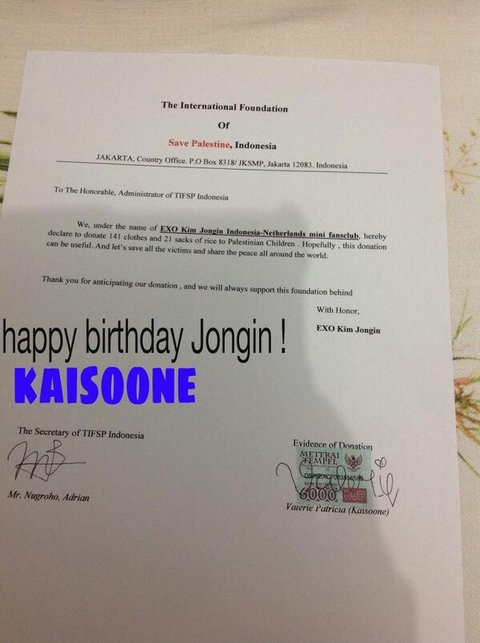 The International Foundation
Of
Save Palestine, Indonesia
JAKARTA, Country Office. P.O Box 8318/ JKSMP, Jakarta 12083. Indonesia
To The Honorable, Administrator of TIFSP Indonesia
We, under the name of EXO Kim Jongin Indonesia-Netherlands mini fansclub, hereby
declare to donate 141 clothes and 21 sacks of rice to Palestinian Children . Hopefully , this donation
can be useful. And let's save all the victims and share the peace all around the world.
Thank you for anticipating our donation , and we will always support this foundation behind
With Honor,
EXO Kim Jongin
happy birthday Jongin !
KAISOONE
The Secretary of TIFSP Indonesia
Evidence of Donation
METERAI
TEMPEL
6000
Mr. Nugroho, Adrian
Valerie Patricia (Kaisoone)